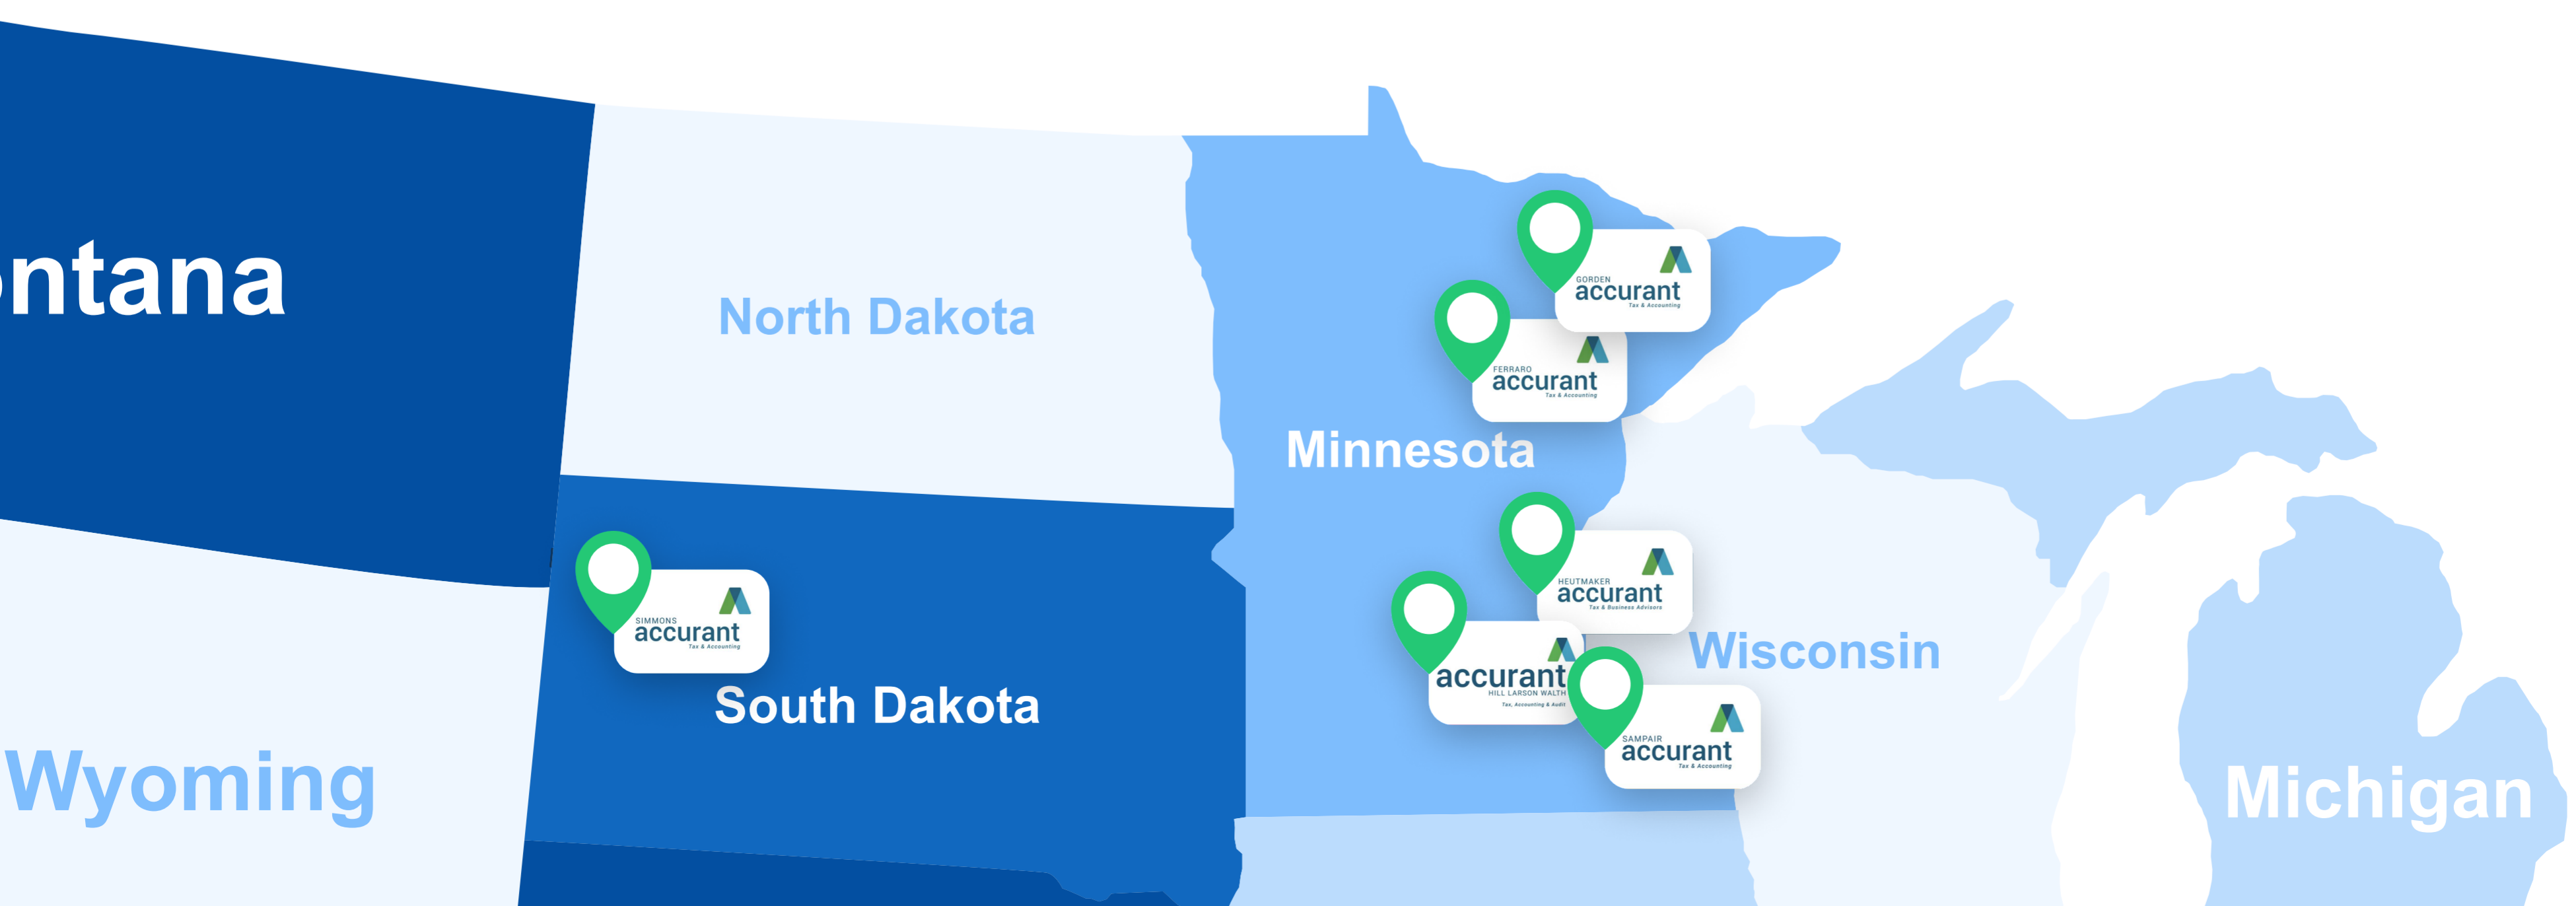 ntana
North Dakota
GORDEN
accurant
Tax & Accounting
FERRARO
accurant
Tax & Accounting
Minnesota
SIMMONS
accurant
Tax & Accounting
HEUTMAKER
accurant
Tax & Business Advisors
Wisconsin
accurant
HILL LARSON WALTH
Tax, Accounting & Audit
South Dakota
SAMPAIR
accurant
Tax & Accounting
Wyoming
Michigan